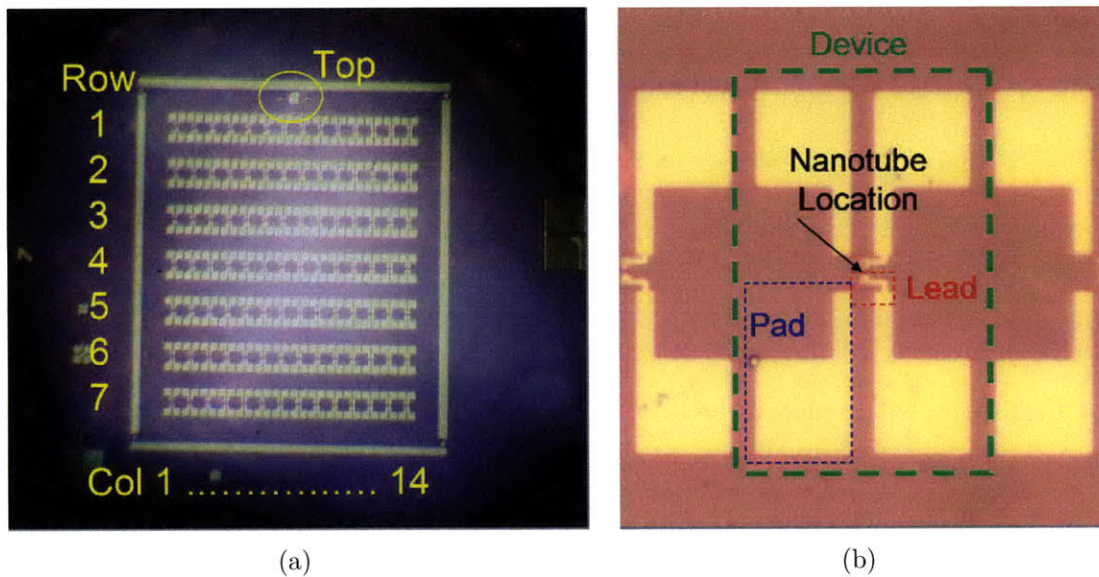 Top
Row
1
2
3
4
5
6
7
Col 1 .................. 14
(a)
Device
Nanotube
Location
Lead
Pad
(b)